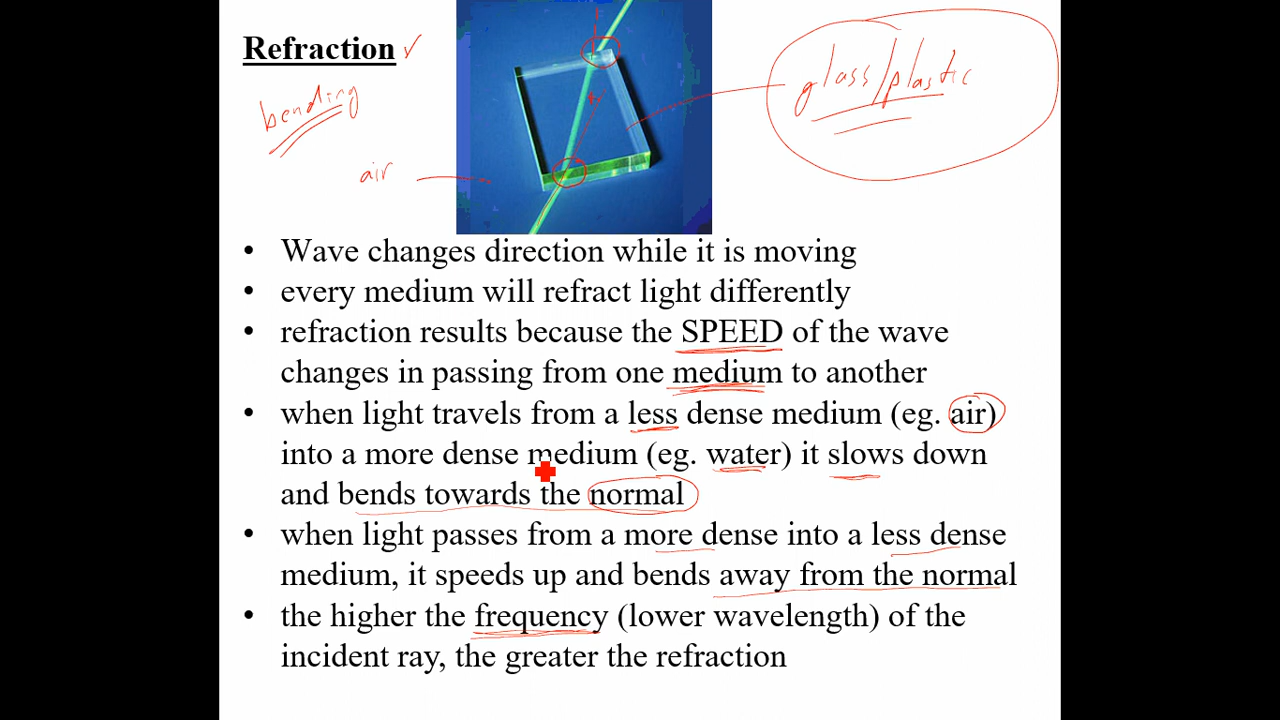 Refraction
bending
air
glass/plastic
• Wave changes direction while it is moving
• every medium will refract light differently
• refraction results because the SPEED of the wave
changes in passing from one medium to another
• when light travels from a less dense medium (eg. air)
into a more dense medium (eg. water) it slows down
and bends towards the normal
• when light passes from a more dense into a less dense
medium, it speeds up and bends away from the normal
• the higher the frequency (lower wavelength) of the
incident ray, the greater the refraction